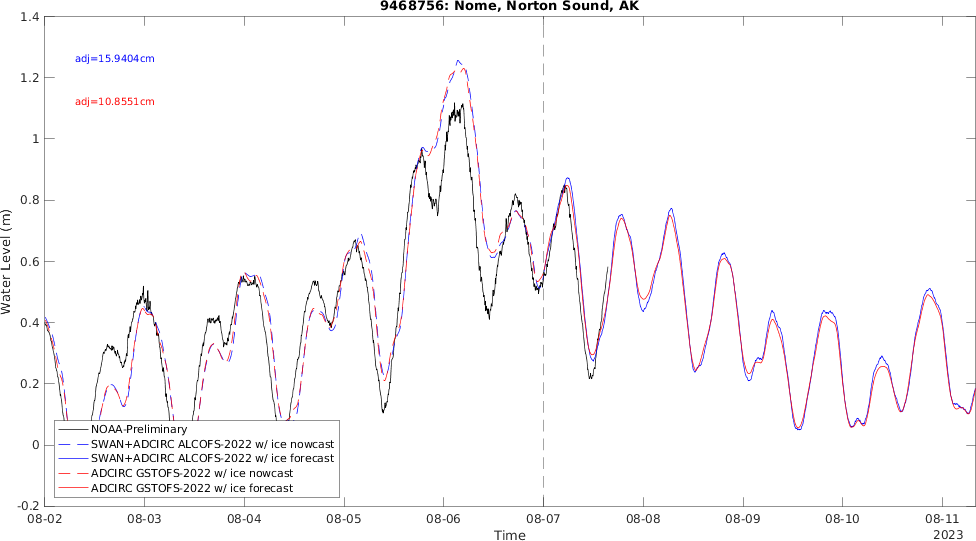 9468756: Nome, Norton Sound, AK
1.4
1.2
1
0.8
0.6
0.4
0.2
0
-0.2
Water Level (m)
adj=15.9404cm
adj=10.8551cm
NOAA-Preliminary
SWAN+ADCIRC ALCOFS-2022 w/ ice nowcast
SWAN+ADCIRC ALCOFS-2022 w/ ice forecast
ADCIRC GSTOFS-2022 w/ ice nowcast
ADCIRC GSTOFS-2022 w/ ice forecast
08-02 08-03 08-04 08-05 08-06 08-07 08-08 08-09 08-10 08-11
Time
2023